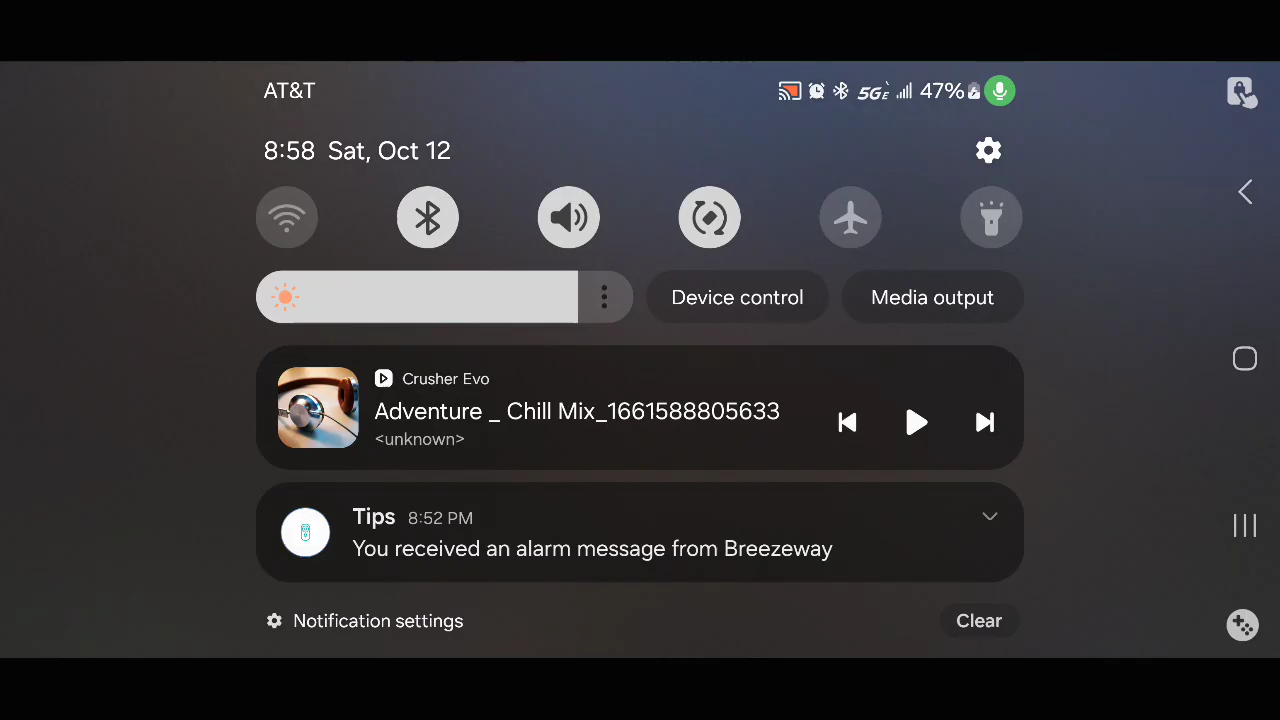 AT&T
5GE 47%
8:58 Sat, Oct 12
Device control
Media output
Crusher Evo
Adventure _ Chill Mix_1661588805633
<unknown>
Tips 8:52 PM
You received an alarm message from Breezeway
Notification settings
Clear